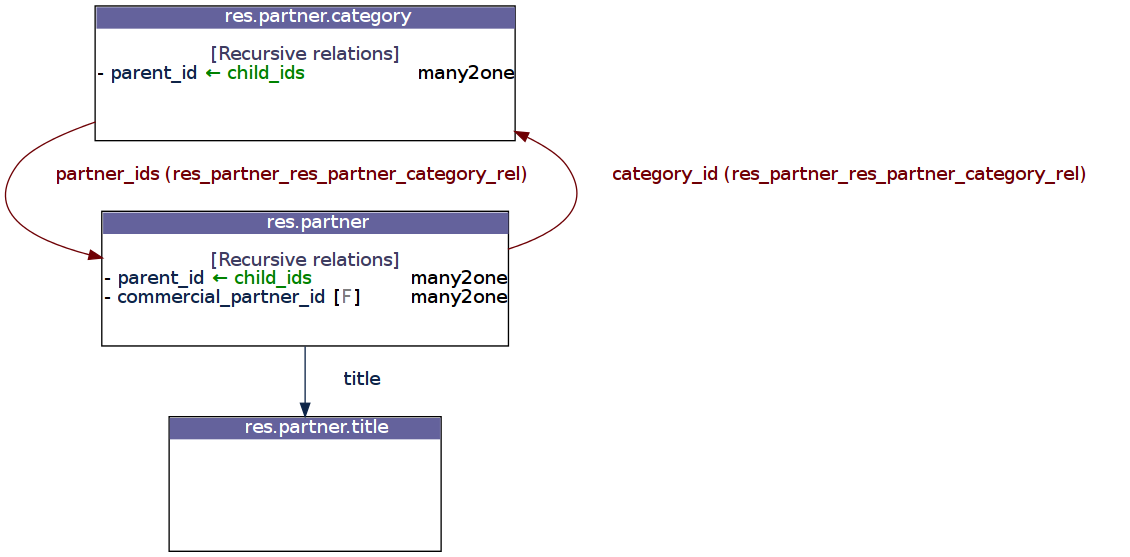 res.partner.category
[Recursive relations]
- parent_id ← child_ids many2one
partner_ids (res_partner_res_partner_category_rel)
category_id (res_partner_res_partner_category_rel)
res.partner
[Recursive relations]
- parent_id ← child_ids many2one
- commercial_partner_id [F] many2one
title
res.partner.title